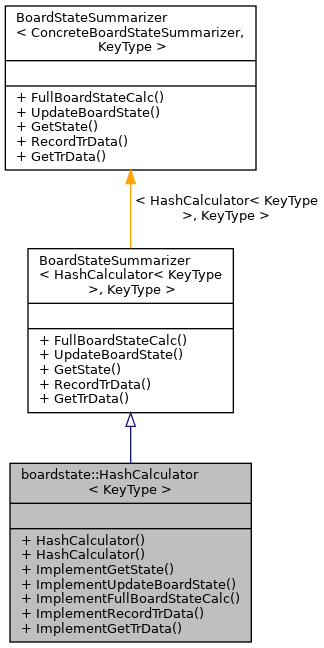 BoardStateSummarizer
< ConcreteBoardStateSummarizer,
KeyType >
+ FullBoardStateCalc()
+ UpdateBoardState()
+ GetState()
+ RecordTrData()
+ GetTrData()
< HashCalculator< KeyType
>, KeyType >
BoardStateSummarizer
< HashCalculator< KeyType
>, KeyType >
+ FullBoardStateCalc()
+ UpdateBoardState()
+ GetState()
+ RecordTrData()
+ GetTrData()
boardstate::HashCalculator
< KeyType >
+ HashCalculator()
+ HashCalculator()
+ ImplementGetState()
+ ImplementUpdateBoardState()
+ ImplementFullBoardStateCalc()
+ ImplementRecordTrData()
+ ImplementGetTrData()